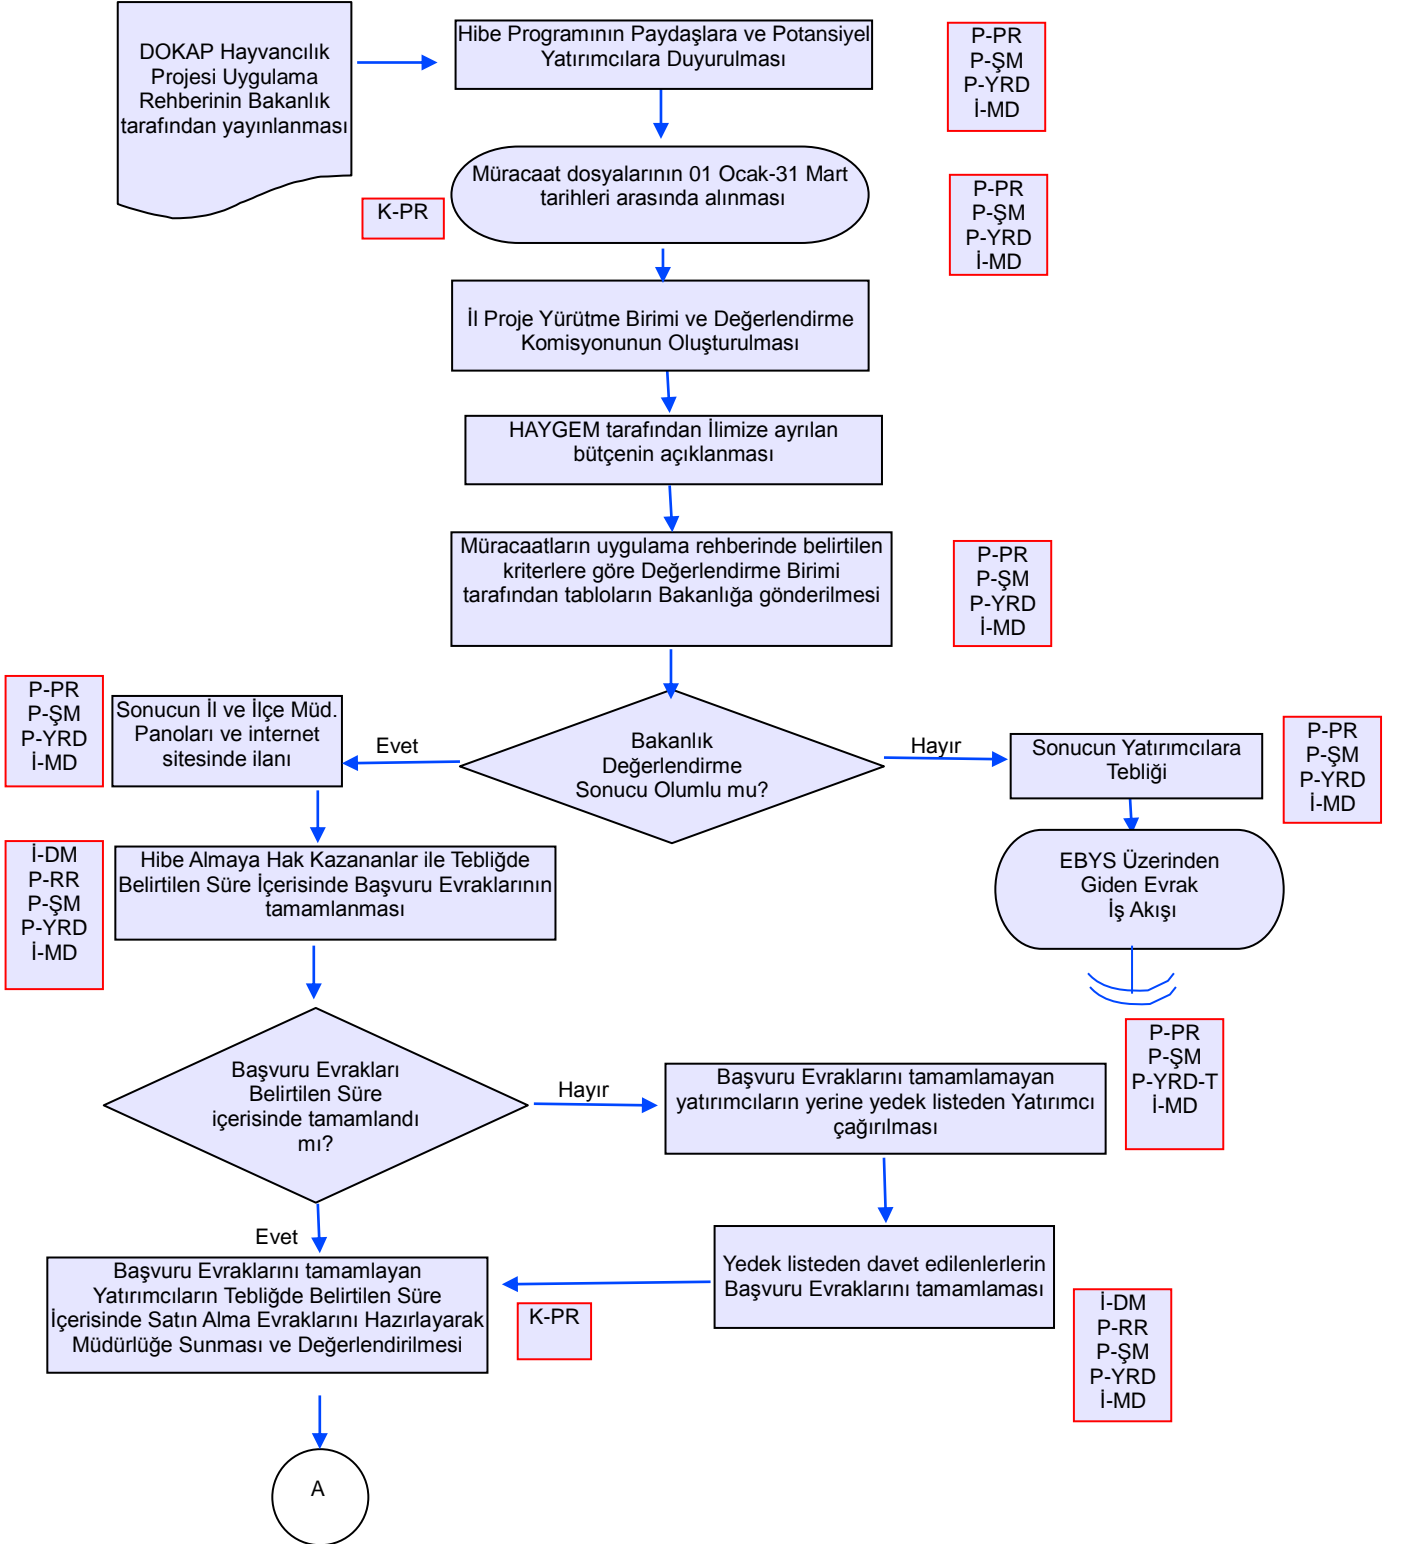 DOKAP Hayvancılık
Projesi Uygulama
Rehberinin Bakanlık
tarafından yayınlanması
Hibe Programının Paydaşlara ve Potansiyel
Yatırımcılara Duyurulması
P-PR
P-ŞM
P-YRD
İ-MD
Müracaat dosyalarının 01 Ocak-31 Mart
tarihleri arasında alınması
K-PR
P-PR
P-ŞM
P-YRD
İ-MD
İl Proje Yürütme Birimi ve Değerlendirme
Komisyonunun Oluşturulması
HAYGEM tarafından İlimize ayrılan
bütçenin açıklanması
Müracaatların uygulama rehberinde belirtilen
kriterlere göre Değerlendirme Birimi
tarafından tabloların Bakanlığa gönderilmesi
P-PR
P-ŞM
P-YRD
İ-MD
P-PR
P-ŞM
P-YRD
İ-MD
Sonucun İl ve İlçe Müd.
Panoları ve internet
sitesinde ilanı
Evet
Bakanlık
Değerlendirme
Sonucu Olumlu mu?
Hayır
Sonucun Yatırımcılara
Tebliği
P-PR
P-ŞM
P-YRD
İ-MD
İ-DM
P-RR
P-ŞM
P-YRD
İ-MD
Hibe Almaya Hak Kazananlar ile Tebliğde
Belirtilen Süre İçerisinde Başvuru Evraklarının
tamamlanması
EBYS Üzerinden
Giden Evrak
İş Akışı
Başvuru Evrakları
Belirtilen Süre
içerisinde tamamlandı
mı?
Hayır
Başvuru Evraklarını tamamlamayan
yatırımcıların yerine yedek listeden Yatırımcı
çağırılması
P-PR
P-ŞM
P-YRD-T
İ-MD
Evet
Başvuru Evraklarını tamamlayan
Yatırımcıların Tebliğde Belirtilen Süre
İçerisinde Satın Alma Evraklarını Hazırlayarak
Müdürlüğe Sunması ve Değerlendirilmesi
K-PR
Yedek listeden davet edilenlerlerin
Başvuru Evraklarını tamamlaması
İ-DM
P-RR
P-ŞM
P-YRD
İ-MD
A